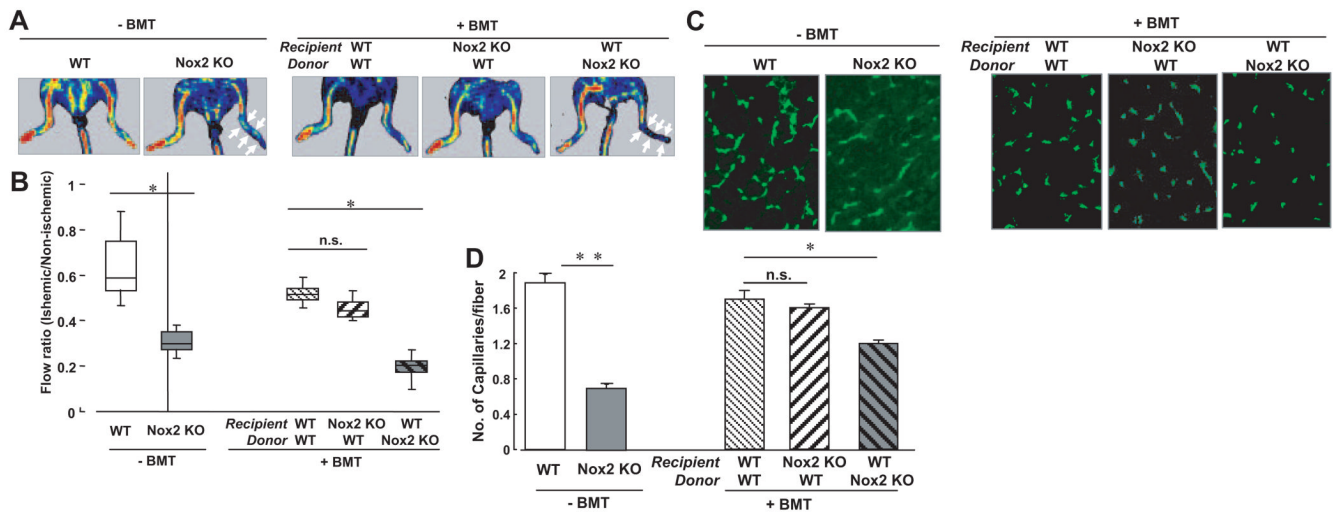 A
- BMT
+ BMT
Recipient WT Nox2 KO WT
Donor WT WT Nox2 KO
WT Nox2 KO
C
- BMT
+ BMT
Recipient WT Nox2 KO WT
Donor WT WT Nox2 KO
WT Nox2 KO
B
Flow ratio (Ishemic/Non-ischemic)
1
0.8
0.6
0.4
0.2
0
*
*
n.s.
WT Nox2 KO
- BMT
Recipient WT Nox2 KO WT
Donor WT WT Nox2 KO
+ BMT
D
No. of Capillaries/fiber
2
1.6
1.2
0.8
0.4
0
* *
*
n.s.
WT Nox2 KO
- BMT
Recipient WT Nox2 KO WT
Donor WT WT Nox2 KO
+ BMT